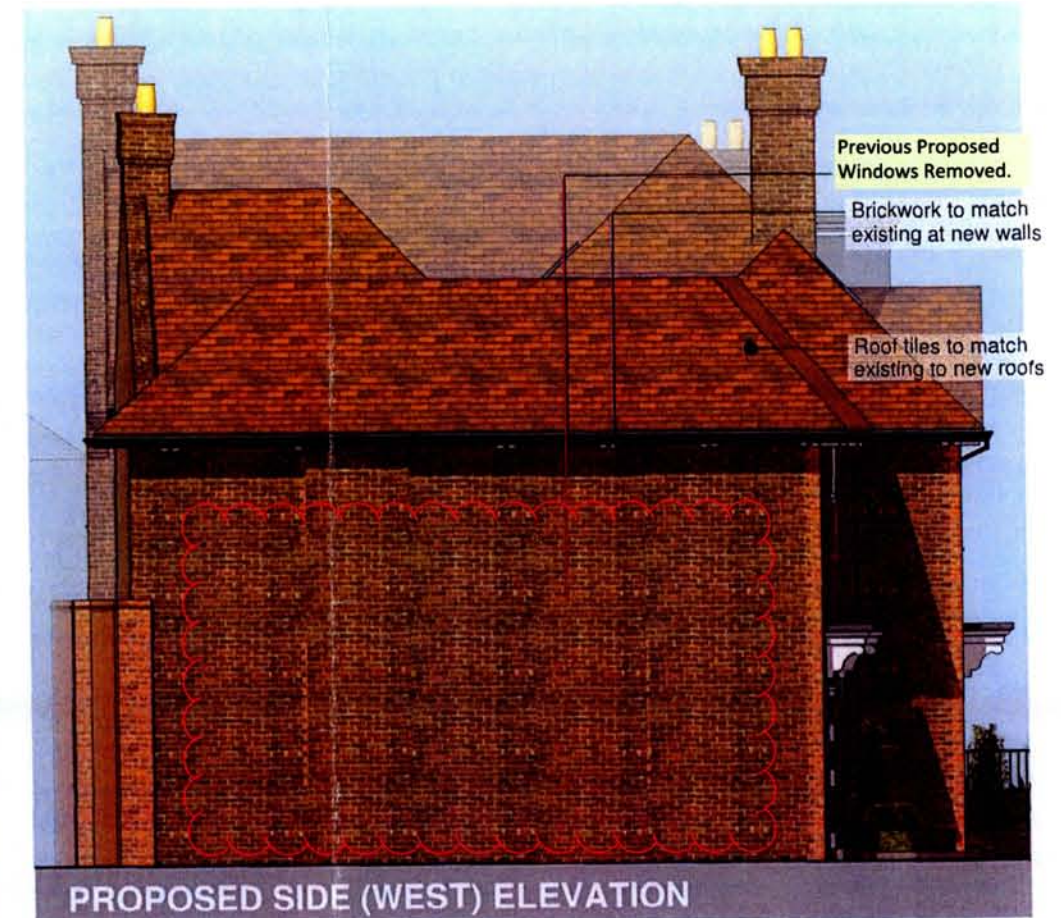 Previous Proposed
Windows Removed.
Brickwork to match
existing at new walls
Roof tiles to match
existing to new roofs
PROPOSED SIDE (WEST) ELEVATION